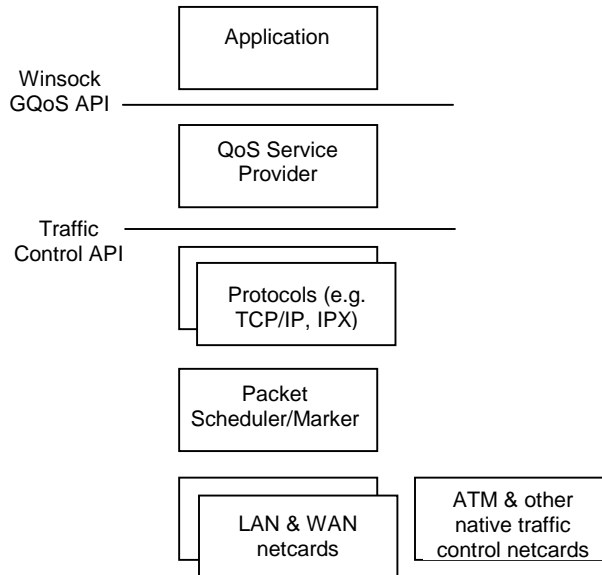 Application
Winsock
GQoS API
QoS Service
Provider
Traffic
Control API
Protocols (e.g.
TCP/IP, IPX)
Packet
Scheduler/Marker
LAN & WAN
netcards
ATM & other
native traffic
control netcards